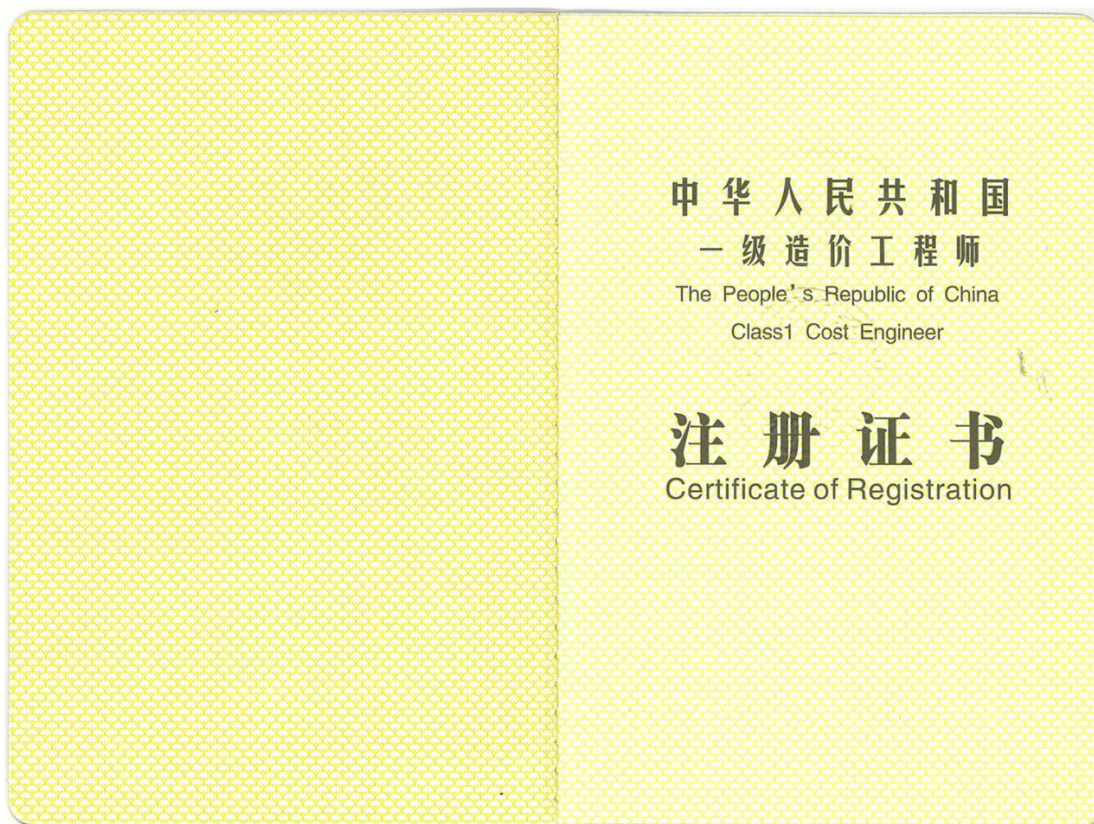 中华人民共和国
一级造价工程师
The People's Republic of China
Class1 Cost Engineer
注册证书
Certificate of Registration